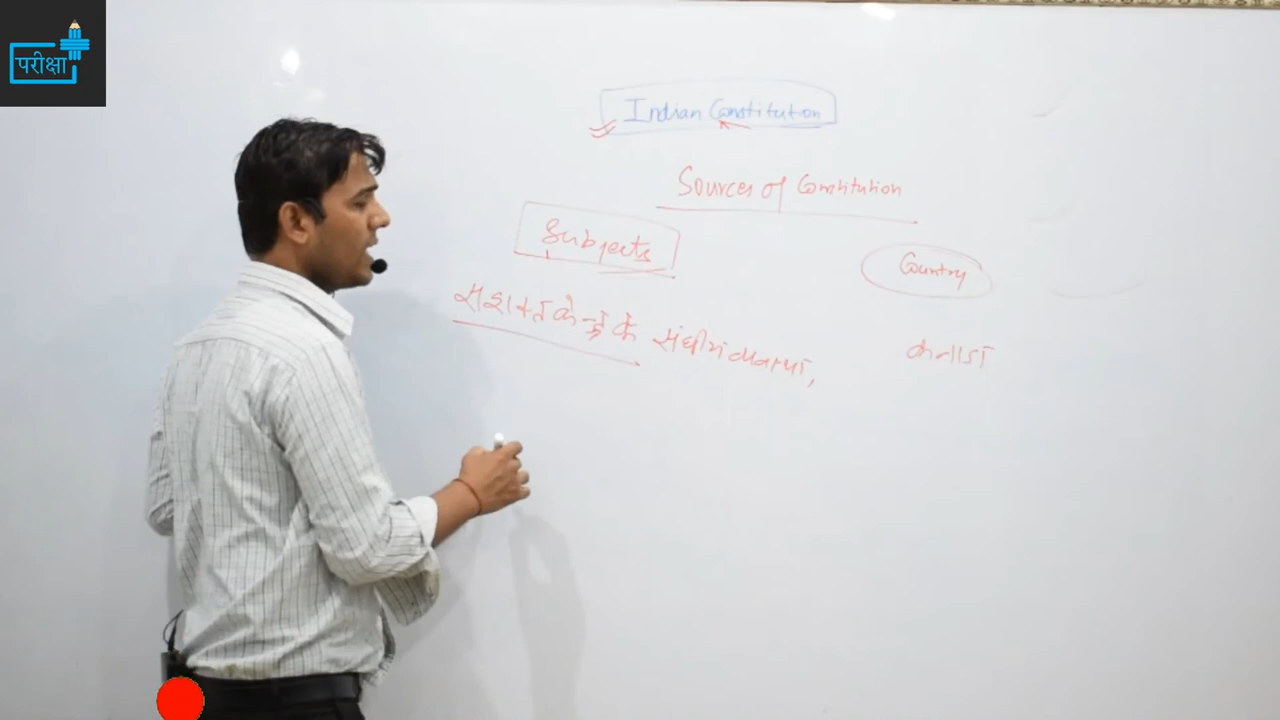 परीक्षा
Indian Constitution
Sources of Constitution
Subjects
Country
सशक्त केन्द्र के संघीय व्यवस्था,
कनाडा